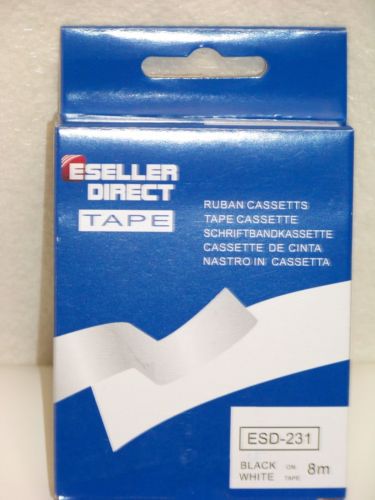 ESELLER
DIRECT
TAPE
RUBAN CASSETTS
TAPE CASSETTE
SCHRIFTBANDKASSETTE
CASSETTE DE CINTA
NASTRO IN CASSETTA
ESD-231
BLACK ON 8m
WHITE TAPE